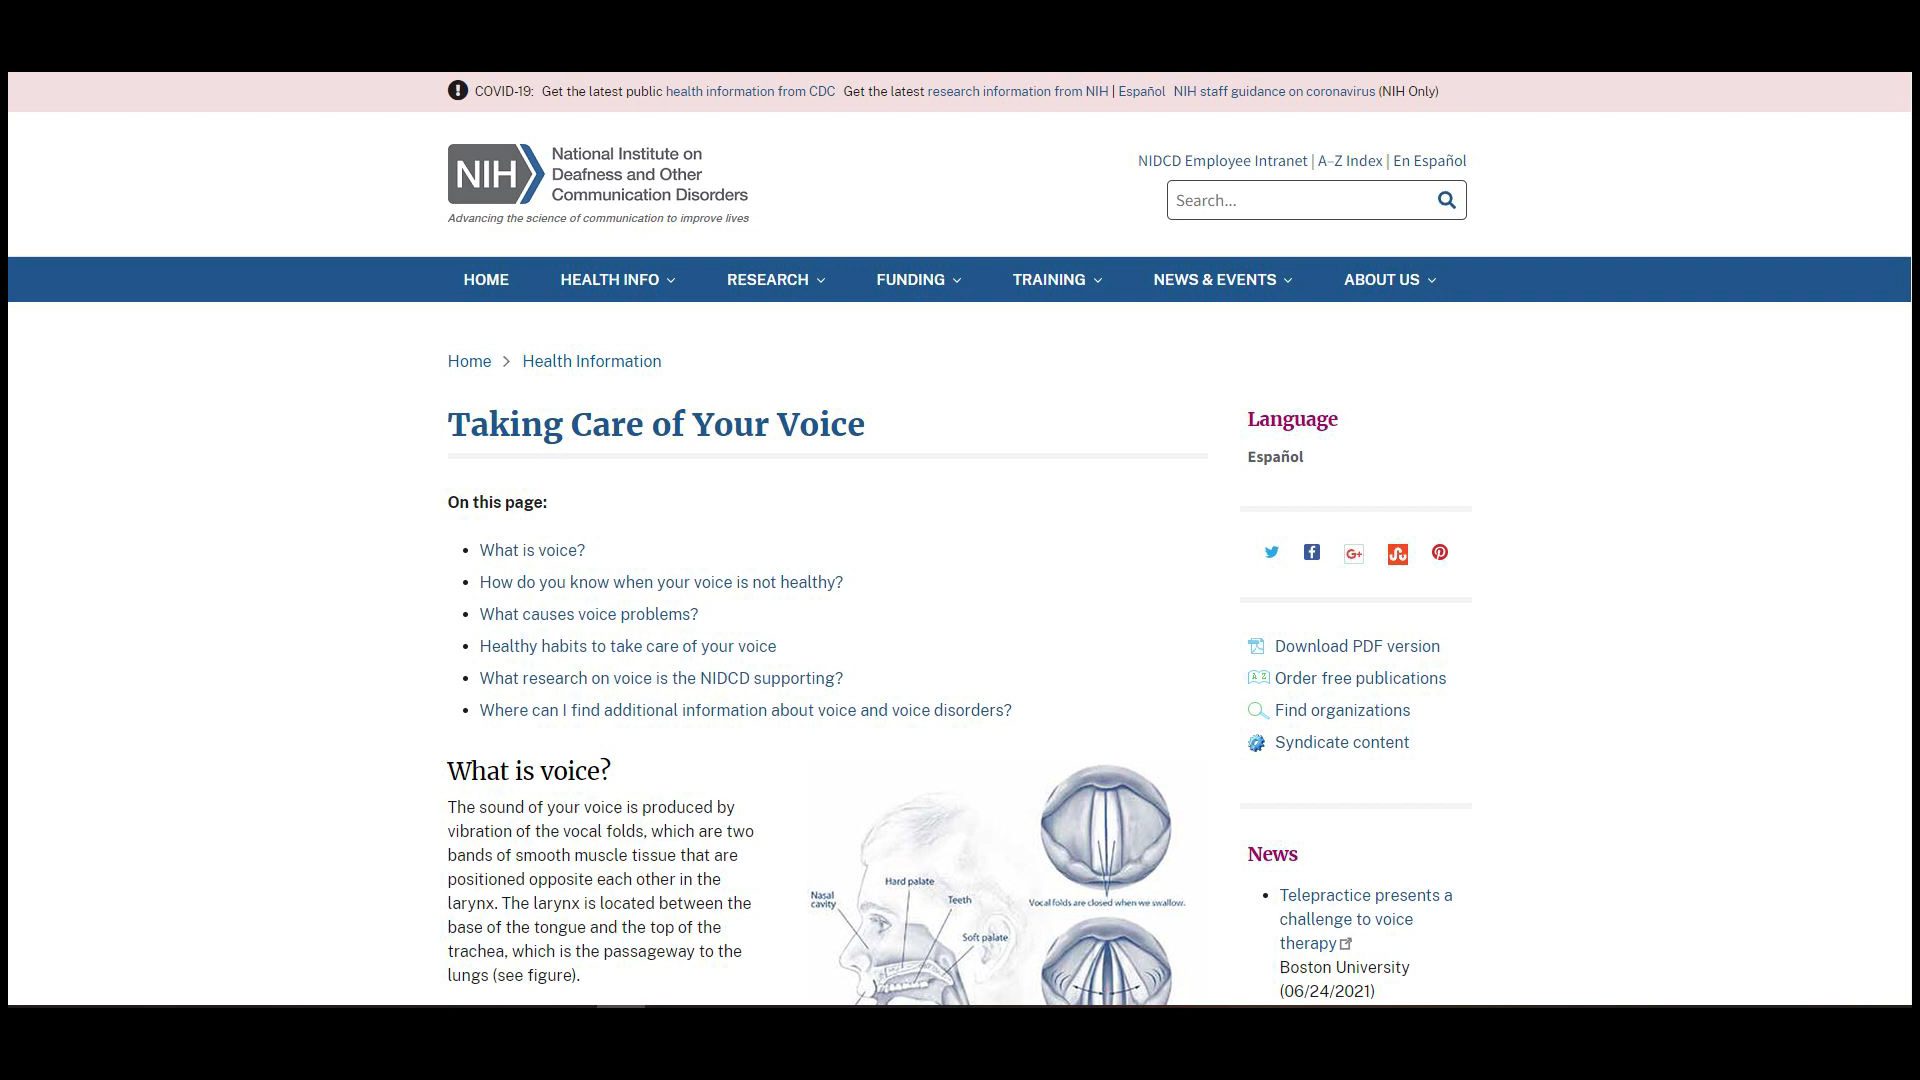 COVID-19: Get the latest public health information from CDC Get the latest research information from NIH | Español NIH staff guidance on coronavirus (NIH Only)
NIH
National Institute on
Deafness and Other
Communication Disorders
Advancing the science of communication to improve lives
NIDCD Employee Intranet | A–Z Index | En Español
Search...
HOME HEALTH INFO RESEARCH FUNDING TRAINING NEWS & EVENTS ABOUT US
Home > Health Information
Taking Care of Your Voice
On this page:
• What is voice?
• How do you know when your voice is not healthy?
• What causes voice problems?
• Healthy habits to take care of your voice
• What research on voice is the NIDCD supporting?
• Where can I find additional information about voice and voice disorders?
What is voice?
The sound of your voice is produced by
vibration of the vocal folds, which are two
bands of smooth muscle tissue that are
positioned opposite each other in the
larynx. The larynx is located between the
base of the tongue and the top of the
trachea, which is the passageway to the
lungs (see figure).
Nasal
cavity
Hard palate
Teeth
Soft palate
Vocal folds are closed when we swallow.
Language
Español
G+
Download PDF version
A Z Order free publications
Find organizations
Syndicate content
News
• Telepractice presents a
challenge to voice
therapy
Boston University
(06/24/2021)